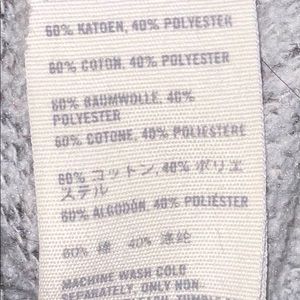 60% KATOEN, 40% POLYESTER
60% COTON, 40% POLYESTER
60% BAUMWOLLE, 40%
POLYESTER
60% COTONE, 40% POLIESTERE
60% コットン, 40% ポリエ
ステル
60% ALGODÓN, 40% POLIÉSTER
60% 棉 40% 涤纶
MACHINE WASH COLD
SEPARATELY, ONLY NON-